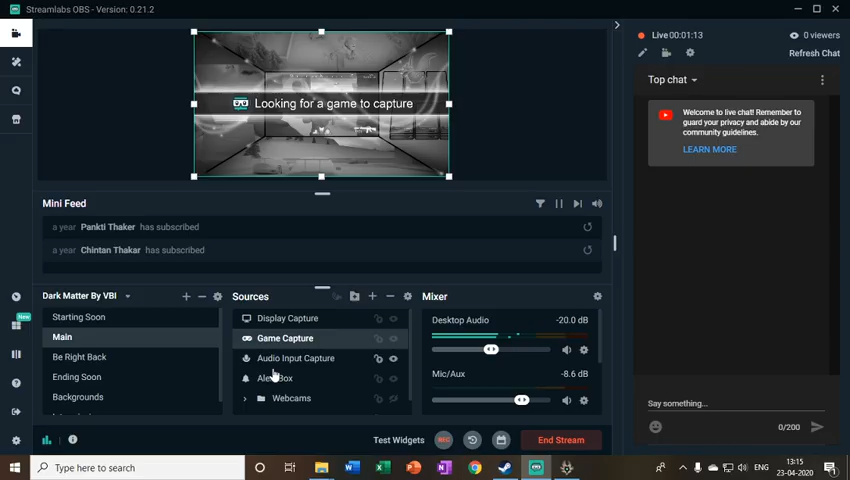 Streamlabs OBS - Version: 0.21.2
Live 00:01:13
0 viewers
Refresh Chat
Top chat
Looking for a game to capture
Welcome to live chat! Remember to
guard your privacy and abide by our
community guidelines.
LEARN MORE
Mini Feed
a year Pankti Thaker has subscribed
a year Chintan Thakar has subscribed
Dark Matter By VBI
Starting Soon
Main
Be Right Back
Ending Soon
Backgrounds
Sources
Display Capture
Game Capture
Audio Input Capture
Webcams
Mixer
Desktop Audio -20.0 dB
Mic/Aux -8.6 dB
New
Say something...
0/200
Test Widgets
REC
End Stream
Type here to search
ENG
13:15
23-04-2020